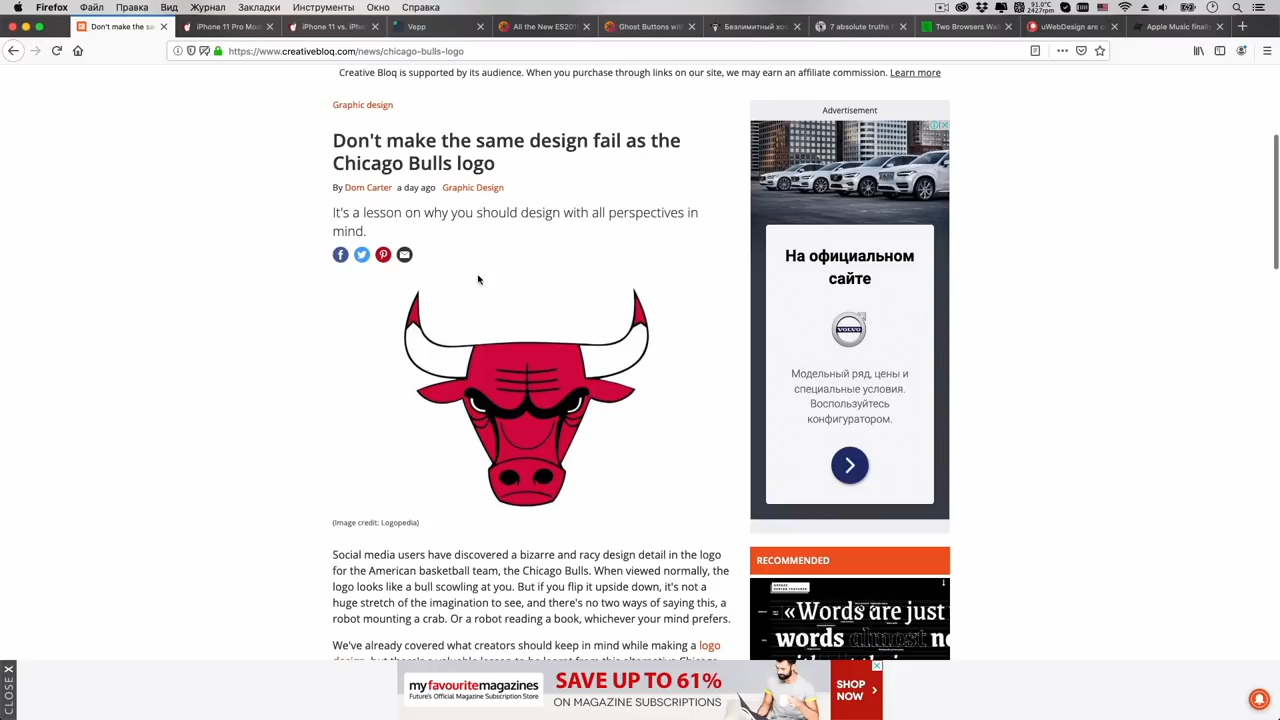 Firefox Файл Правка Вид Журнал Закладки Инструменты Окно Справка
91.0°C
2427rpm
Don't make the sa
iPhone 11 Pro Mod
iPhone 11 vs. iPh
Vepp
All the New ES201
Ghost Buttons wit
Безлимитный хос
7 absolute truths
Two Browsers Wal
uWebDesign are c
Apple Music finally
https://www.creativebloq.com/news/chicago-bulls-logo
Creative Bloq is supported by its audience. When you purchase through links on our site, we may earn an affiliate commission. Learn more
Graphic design
Don't make the same design fail as the
Chicago Bulls logo
By Dom Carter a day ago Graphic Design
It's a lesson on why you should design with all perspectives in
mind.
(Image credit: Logopedia)
Social media users have discovered a bizarre and racy design detail in the logo
for the American basketball team, the Chicago Bulls. When viewed normally, the
logo looks like a bull scowling at you. But if you flip it upside down, it's not a
huge stretch of the imagination to see, and there's no two ways of saying this, a
robot mounting a crab. Or a robot reading a book, whichever your mind prefers.
We've already covered what creators should keep in mind while making a logo
Advertisement
На официальном
сайте
VOLVO
Модельный ряд, цены и
специальные условия.
Воспользуйтесь
конфигуратором.
RECOMMENDED
«Words are just
words almost
CLOSE X
myfavouritemagazines
Future's Official Magazine Subscription Store
SAVE UP TO 61%
ON MAGAZINE SUBSCRIPTIONS
SHOP
NOW